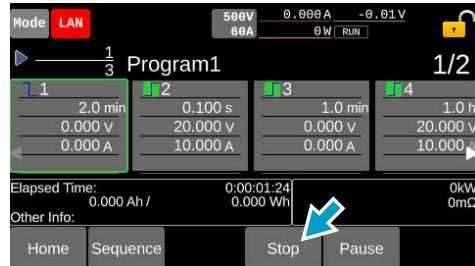 Mode LAN 500V 0.000 A -0.01 V
60A 0 W RUN
1
3 Program1 1/2
1 2 3 4
2.0 min 0.100 s 1.0 min 1.0 h
0.000 V 20.000 V 0.000 V 20.000 V
0.000 A 10.000 A 0.000 A 10.000
Elapsed Time: 0:00:01:24 0kW
0.000 Ah / 0.000 Wh 0mΩ
Other Info:
Home Sequence Stop Pause